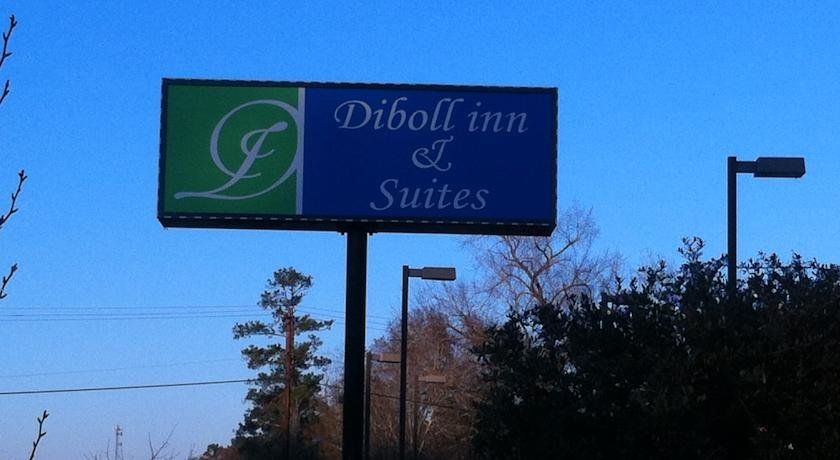 Diboll inn
&
Suites